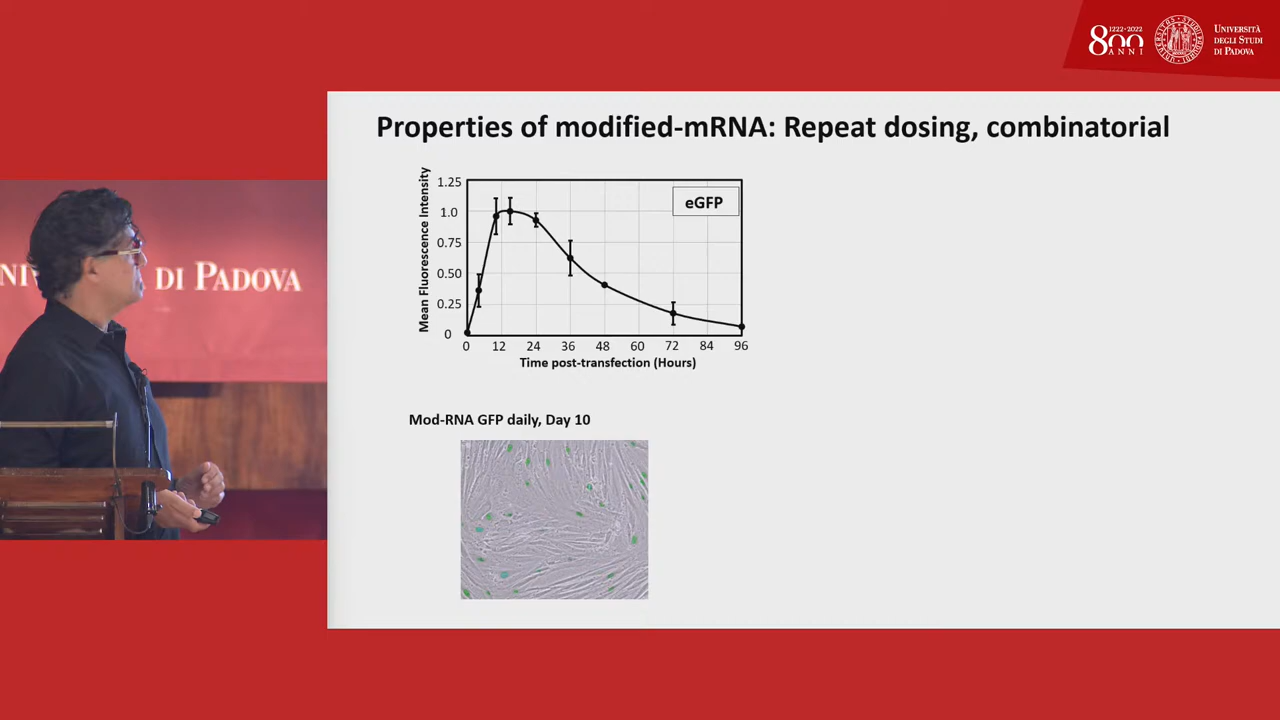 1222·2022
800
ANNI
UNIVERSITÀ
DEGLI STUDI
DI PADOVA
Properties of modified-mRNA: Repeat dosing, combinatorial
Mean Fluorescence Intensity
1.25
1.0
0.75
0.50
0.25
0
eGFP
0 12 24 36 48 60 72 84 96
Time post-transfection (Hours)
Mod-RNA GFP daily, Day 10
DI PADOVA